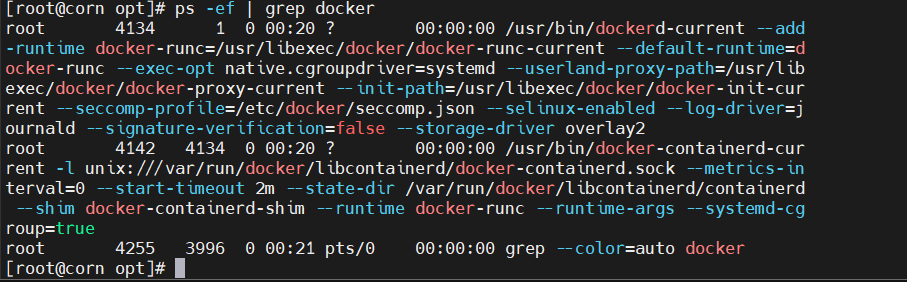 [root@corn opt]# ps -ef | grep docker
root       4134      1  0 00:20 ?        00:00:00 /usr/bin/dockerd-current --add
-runtime docker-runc=/usr/libexec/docker/docker-runc-current --default-runtime=d
ocker-runc --exec-opt native.cgroupdriver=systemd --userland-proxy-path=/usr/lib
exec/docker/docker-proxy-current --init-path=/usr/libexec/docker/docker-init-cur
rent --seccomp-profile=/etc/docker/seccomp.json --selinux-enabled --log-driver=j
ournald --signature-verification=false --storage-driver overlay2
root       4142   4134  0 00:20 ?        00:00:00 /usr/bin/docker-containerd-cur
rent -l unix:///var/run/docker/libcontainerd/docker-containerd.sock --metrics-in
terval=0 --start-timeout 2m --state-dir /var/run/docker/libcontainerd/containerd
 --shim docker-containerd-shim --runtime docker-runc --runtime-args --systemd-cg
roup=true
root       4255   3996  0 00:21 pts/0    00:00:00 grep --color=auto docker
[root@corn opt]#